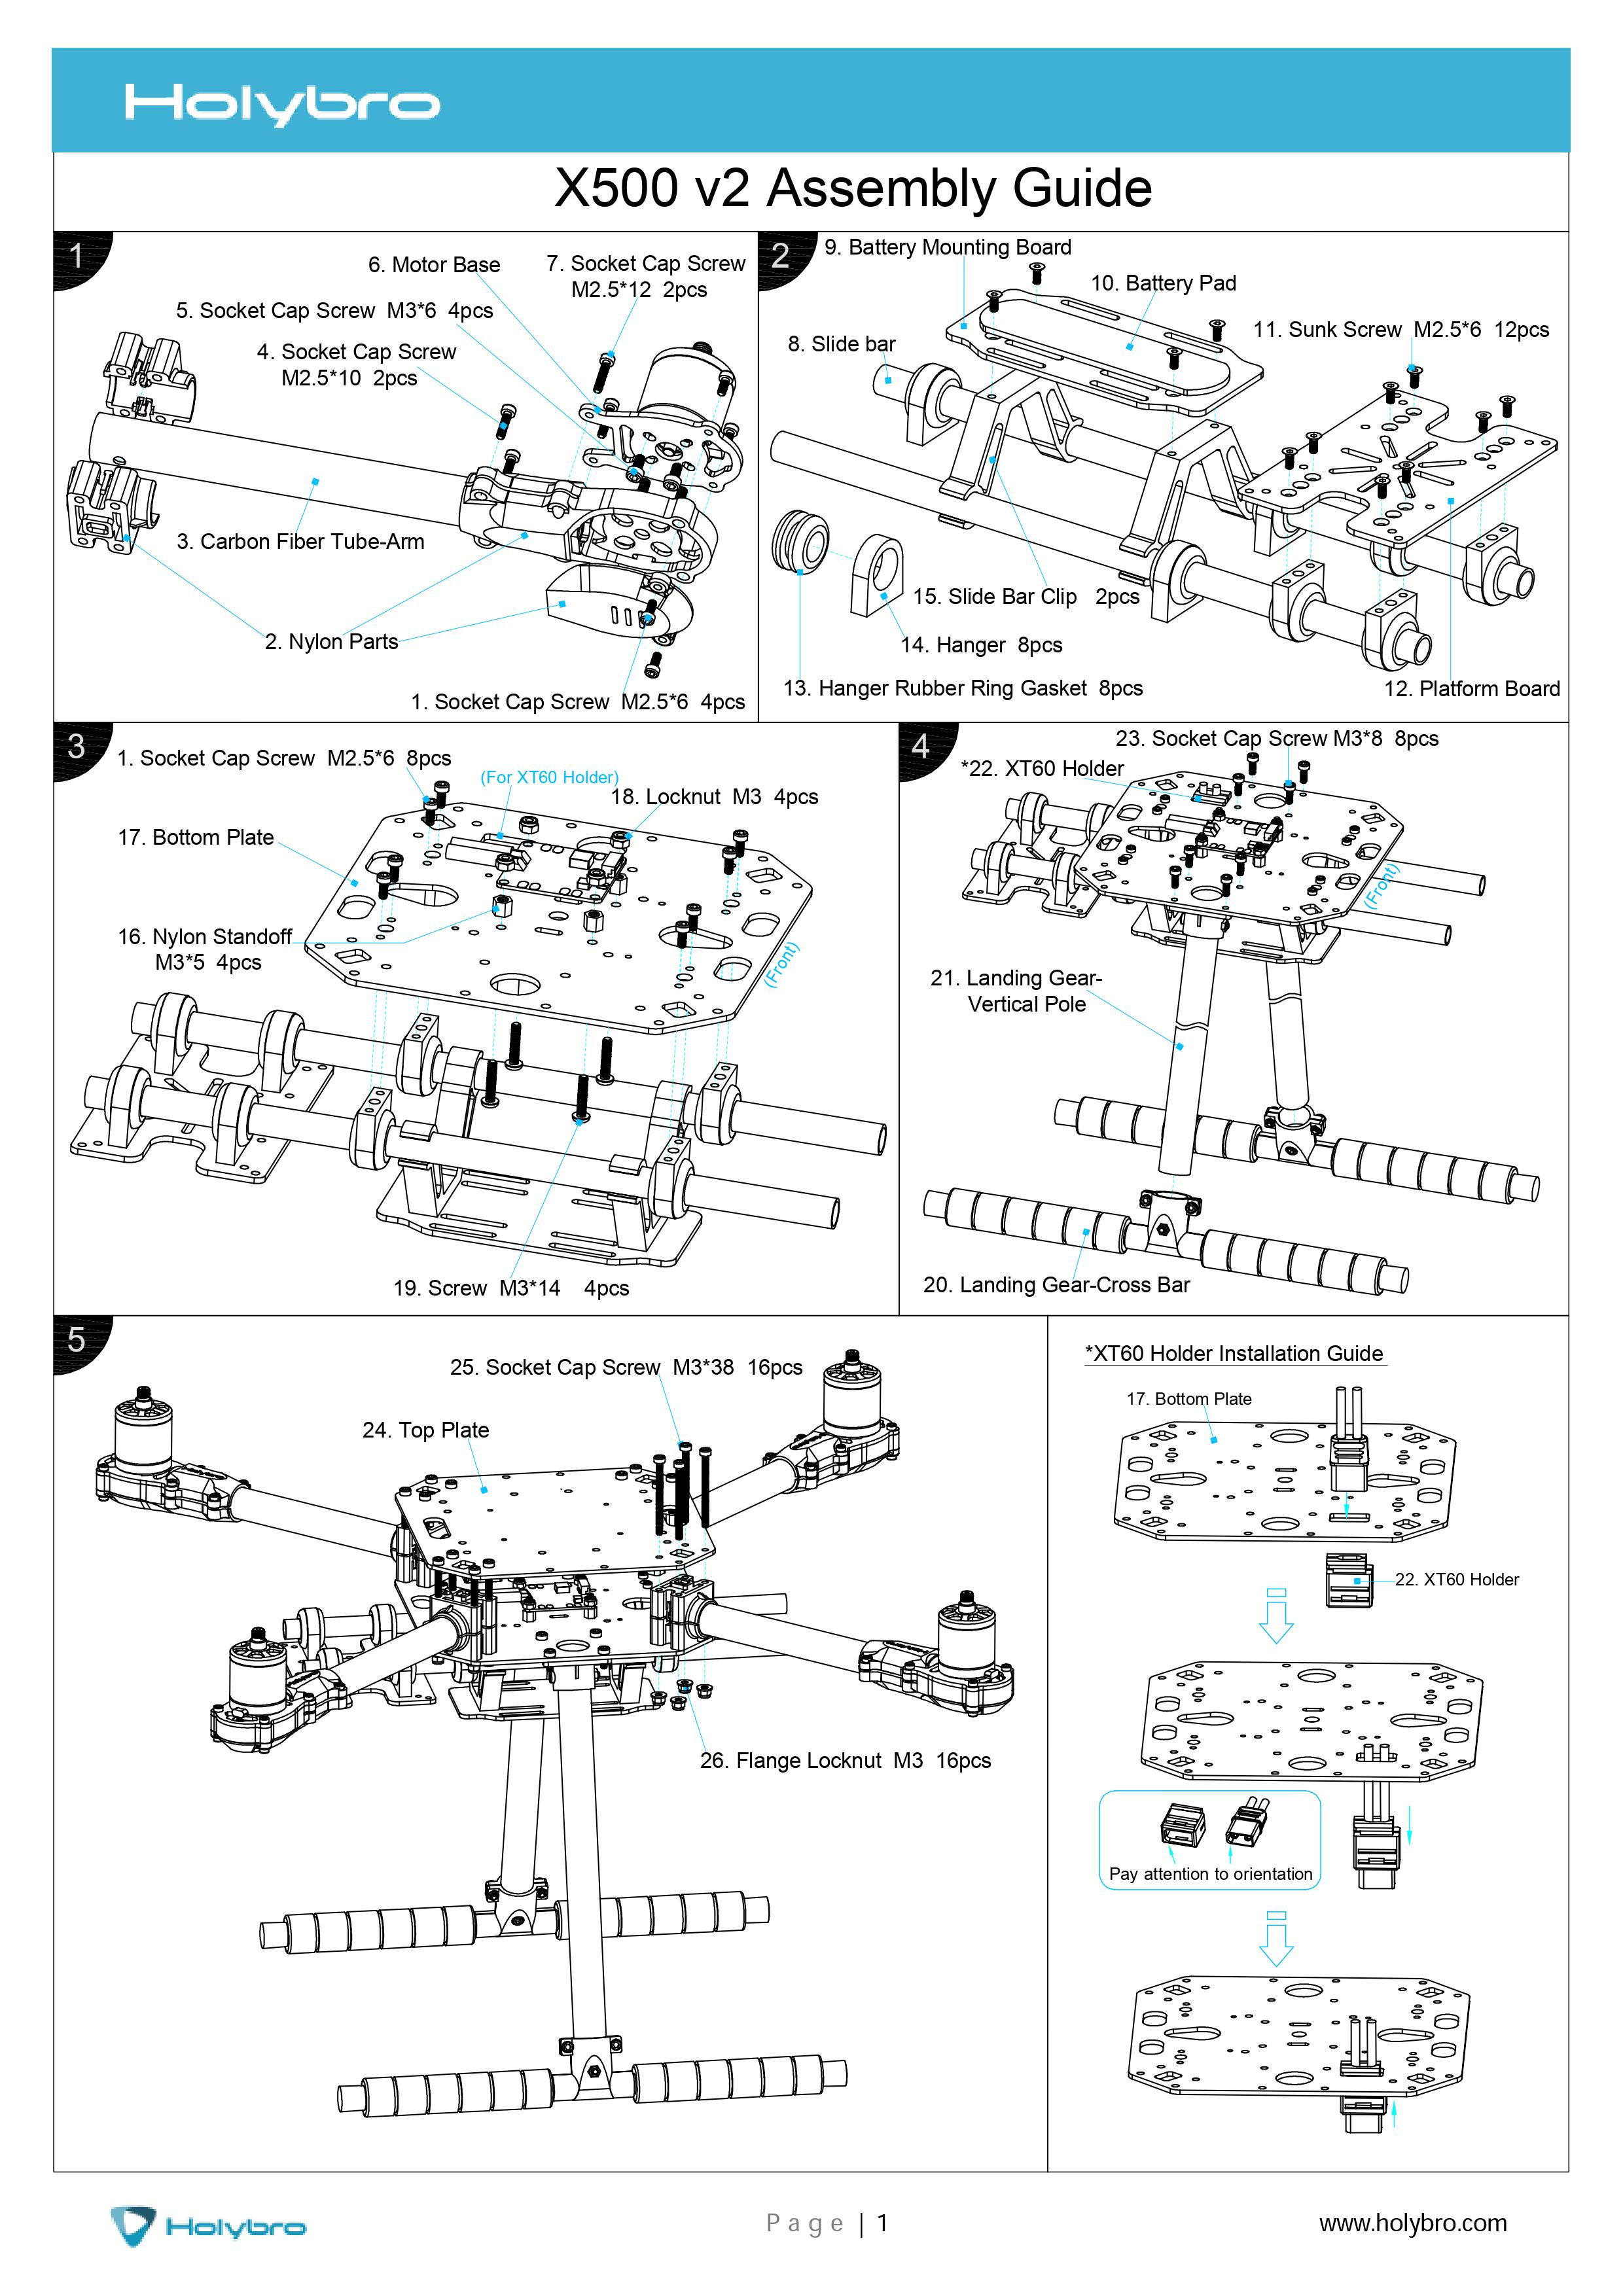 Holybro
X500 v2 Assembly Guide
1
6. Motor Base
7. Socket Cap Screw
M2.5*12 2pcs
5. Socket Cap Screw M3*6 4pcs
4. Socket Cap Screw
M2.5*10 2pcs
3. Carbon Fiber Tube-Arm
2. Nylon Parts
1. Socket Cap Screw M2.5*6 4pcs
2
9. Battery Mounting Board
10. Battery Pad
11. Sunk Screw M2.5*6 12pcs
8. Slide bar
15. Slide Bar Clip 2pcs
14. Hanger 8pcs
13. Hanger Rubber Ring Gasket 8pcs
12. Platform Board
3
1. Socket Cap Screw M2.5*6 8pcs
(For XT60 Holder)
18. Locknut M3 4pcs
17. Bottom Plate
16. Nylon Standoff
M3*5 4pcs
(Front)
19. Screw M3*14 4pcs
4
23. Socket Cap Screw M3*8 8pcs
*22. XT60 Holder
(Front)
21. Landing Gear-
Vertical Pole
20. Landing Gear-Cross Bar
5
25. Socket Cap Screw M3*38 16pcs
24. Top Plate
26. Flange Locknut M3 16pcs
*XT60 Holder Installation Guide
17. Bottom Plate
22. XT60 Holder
Pay attention to orientation
Holybro
Page | 1
www.holybro.com